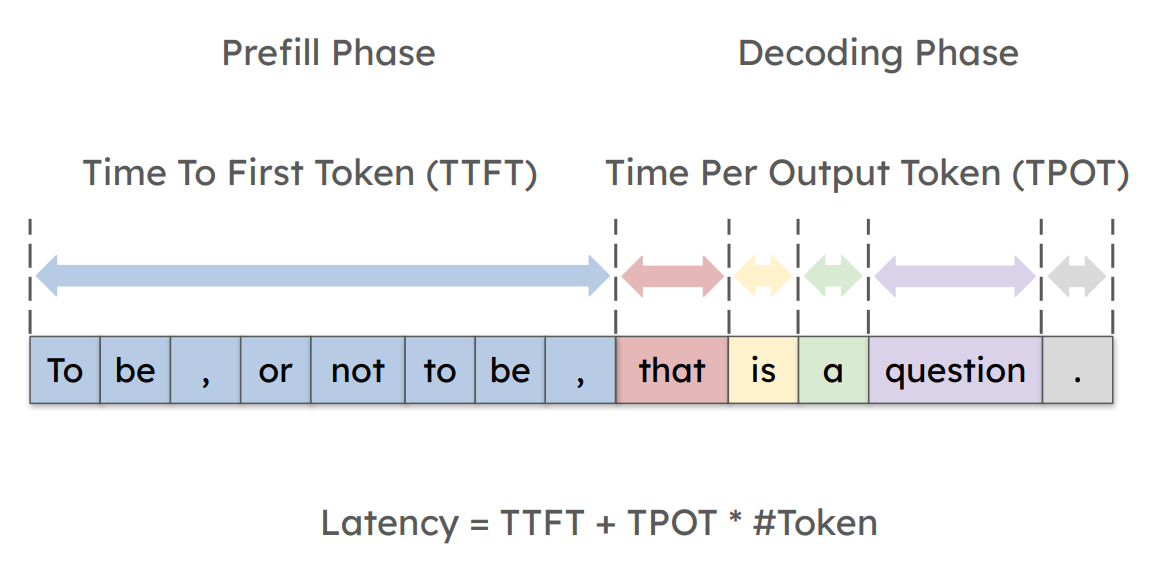 Prefill Phase Decoding Phase
Time To First Token (TTFT) Time Per Output Token (TPOT)
To be , or not to be , that is a question .
Latency = TTFT + TPOT * #Token